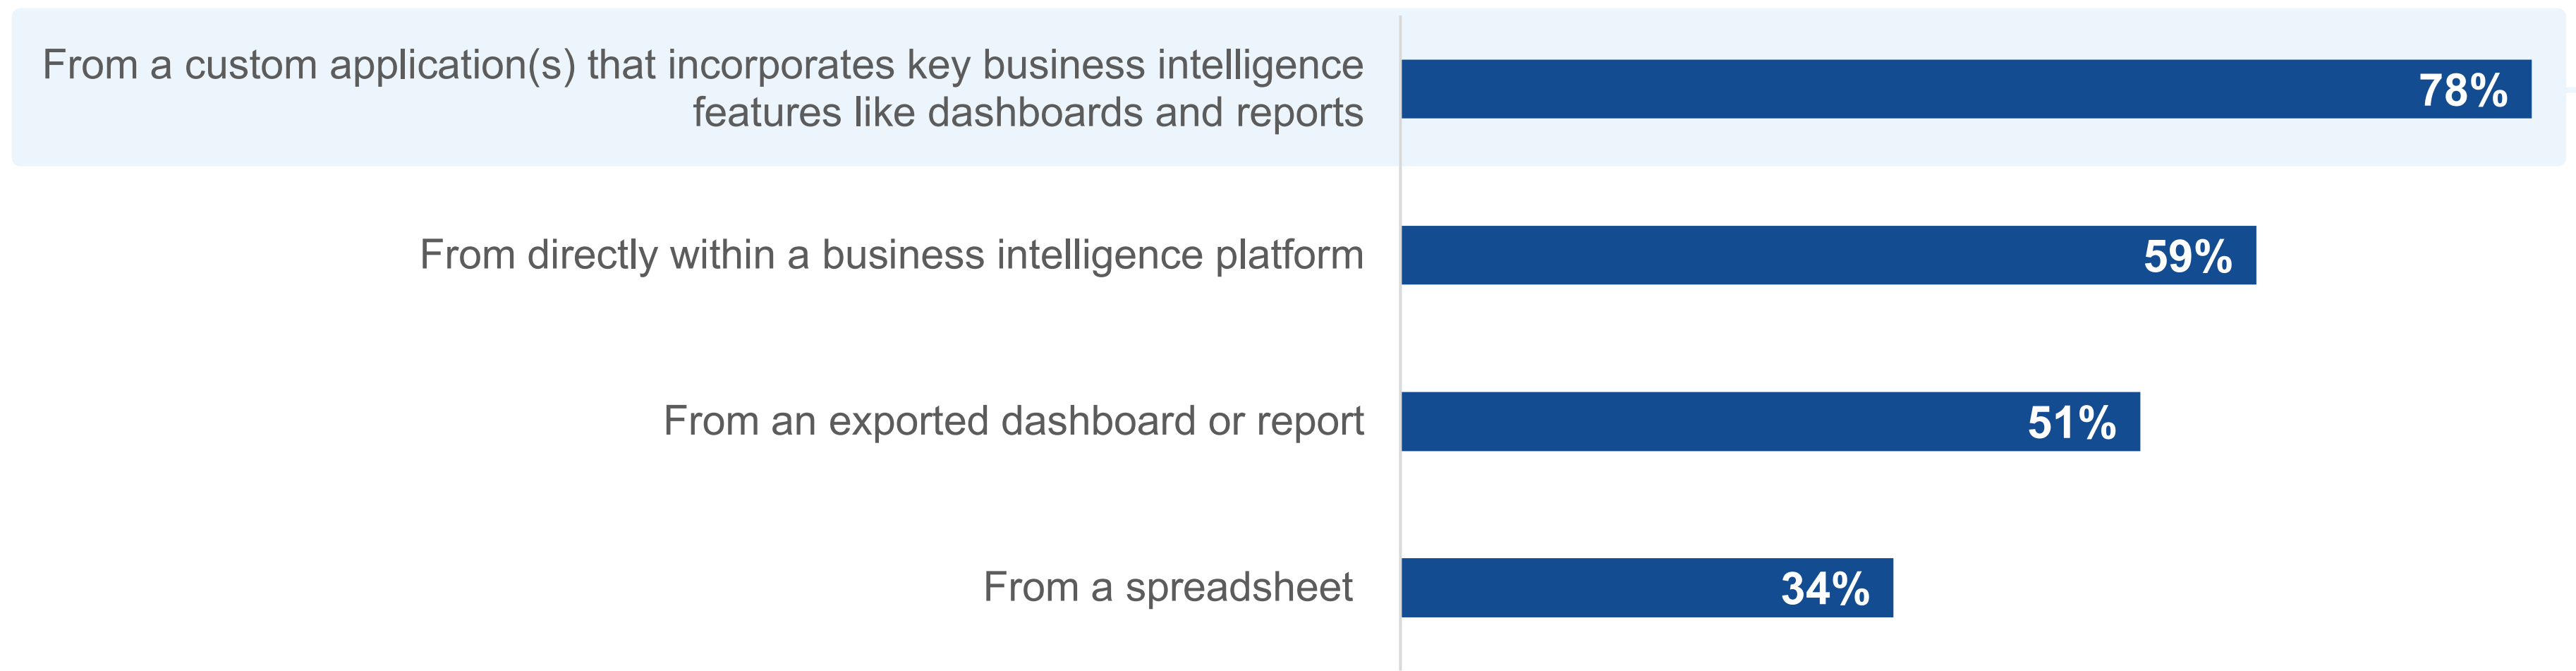 From a custom application(s) that incorporates key business intelligence
features like dashboards and reports
78%
From directly within a business intelligence platform
59%
From an exported dashboard or report
51%
From a spreadsheet
34%